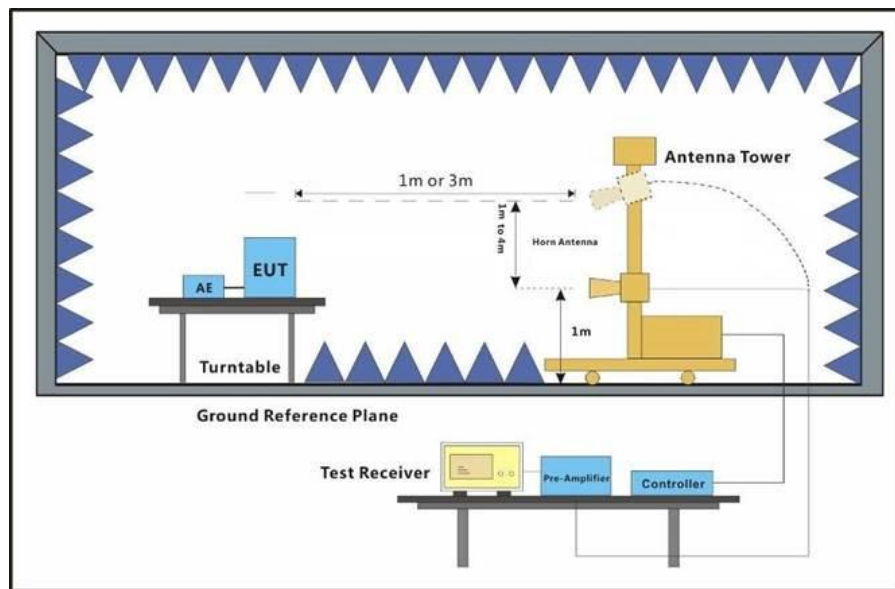 Antenna Tower
1m or 3m
1m to 4m
Horn Antenna
EUT
AE
1m
Turntable
Ground Reference Plane
Test Receiver
Pre-Amplifier
Controller